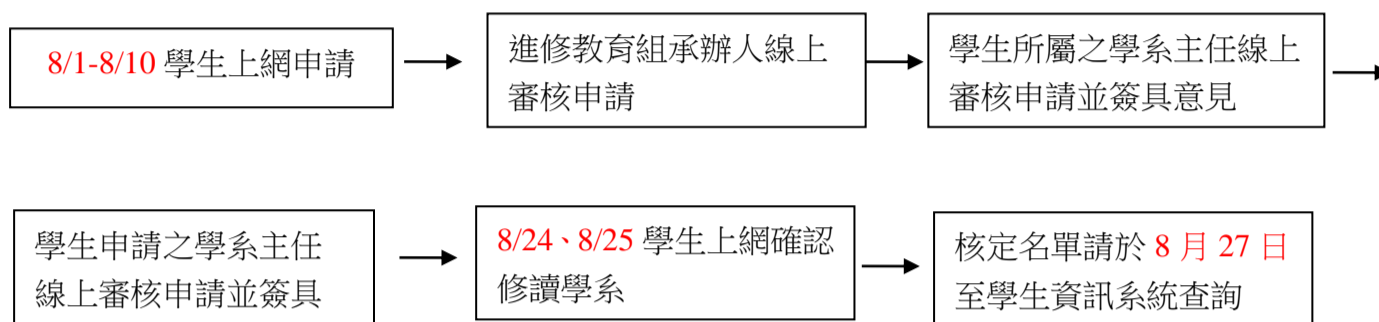 8/1-8/10 學生上網申請
進修教育組承辦人線上
審核申請
學生所屬之學系主任線上
審核申請並簽具意見
學生申請之學系主任
線上審核申請並簽具
8/24、8/25 學生上網確認
修讀學系
核定名單請於 8 月 27 日
至學生資訊系統查詢